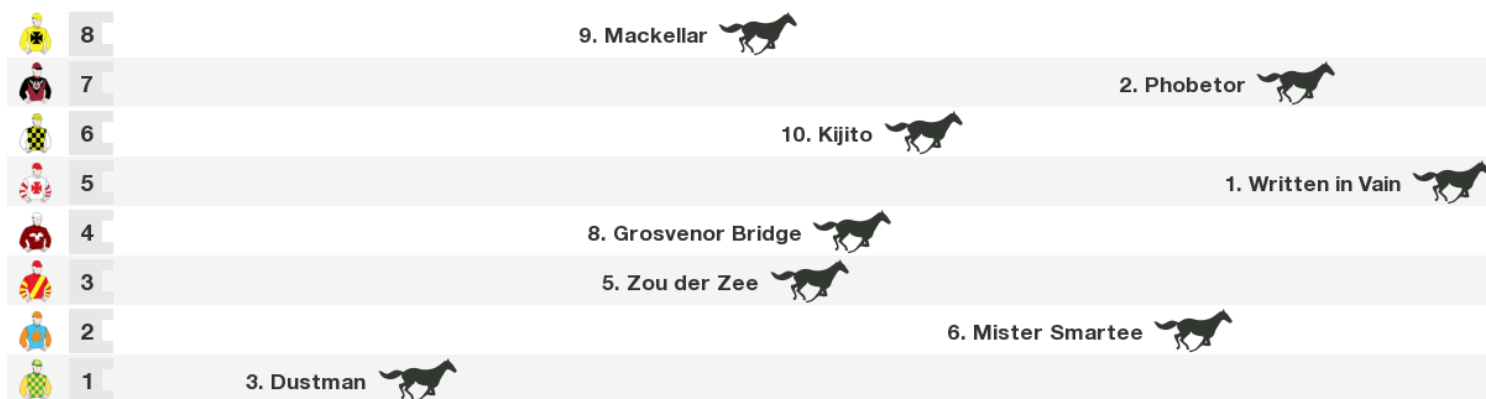 8 9. Mackellar
7 2. Phobetor
6 10. Kijito
5 1. Written in Vain
4 8. Grosvenor Bridge
3 5. Zou der Zee
2 6. Mister Smartee
1 3. Dustman